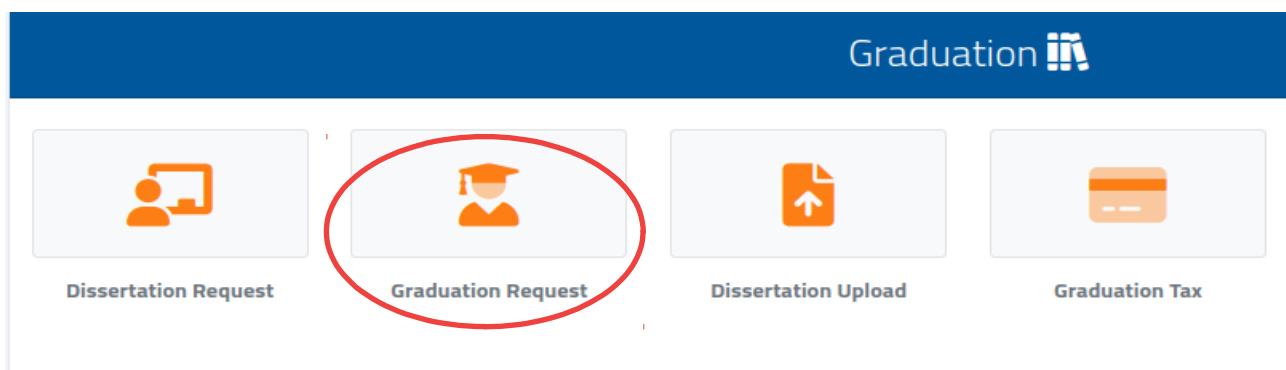 Graduation
Dissertation Request
Graduation Request
Dissertation Upload
Graduation Tax